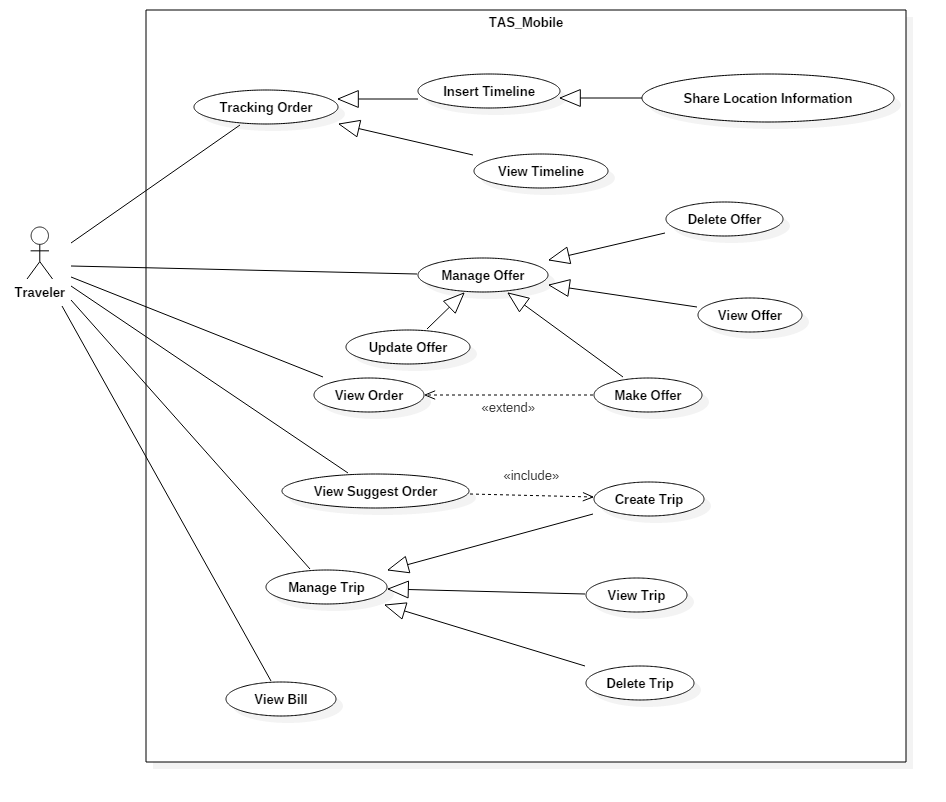 TAS_Mobile
Tracking Order
Insert Timeline
Share Location Information
View Timeline
Delete Offer
Traveler
Manage Offer
View Offer
Update Offer
View Order
«extend»
Make Offer
View Suggest Order
«include»
Create Trip
Manage Trip
View Trip
Delete Trip
View Bill